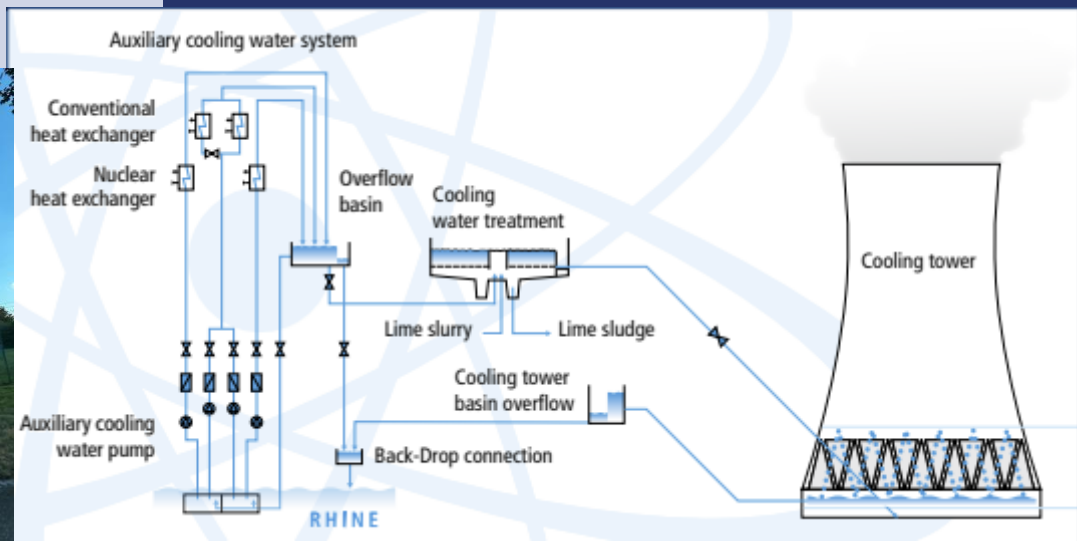 Auxiliary cooling water system
Conventional
heat exchanger
Nuclear
heat exchanger
Overflow
basin
Cooling
water treatment
Cooling tower
Lime slurry
Lime sludge
Cooling tower
basin overflow
Auxiliary cooling
water pump
Back-Drop connection
RHINE